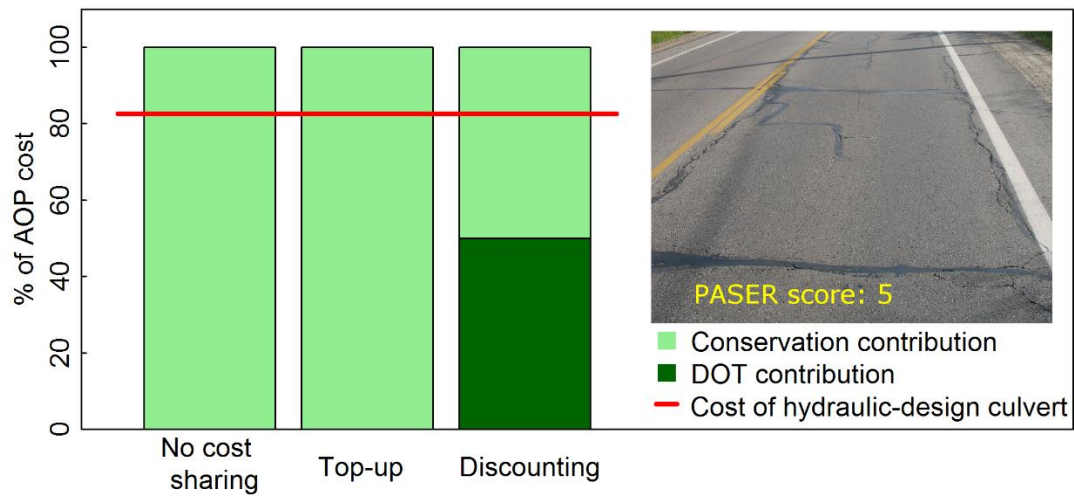 % of AOP cost
100
80
60
40
20
0
No cost
sharing
Top-up
Discounting
PASER score: 5
Conservation contribution
DOT contribution
Cost of hydraulic-design culvert